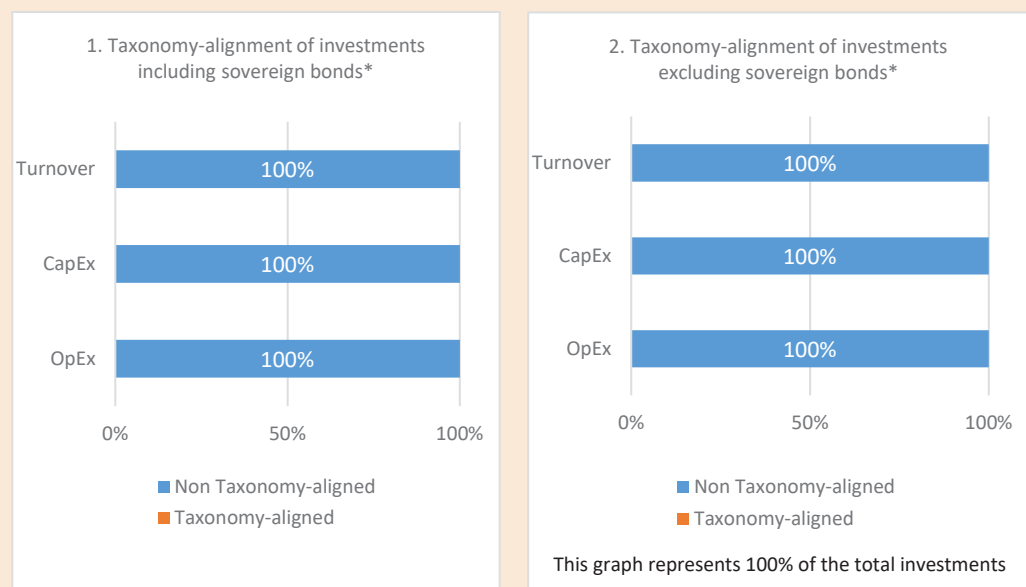 1. Taxonomy-alignment of investments
including sovereign bonds*
Turnover
100%
CapEx
100%
OpEx
100%
0%
50%
100%
Non Taxonomy-aligned
Taxonomy-aligned
2. Taxonomy-alignment of investments
excluding sovereign bonds*
Turnover
100%
CapEx
100%
OpEx
100%
0%
50%
100%
Non Taxonomy-aligned
Taxonomy-aligned
This graph represents 100% of the total investments